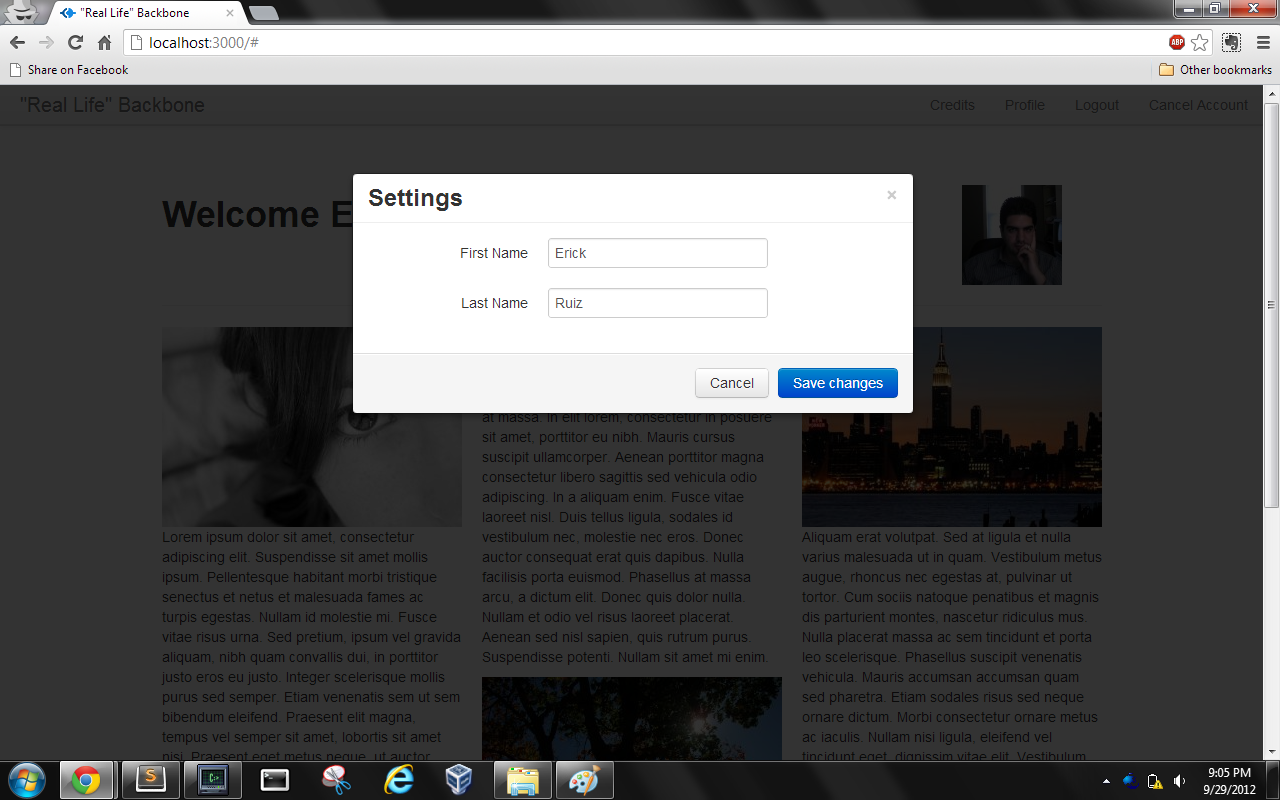 "Real Life" Backbone
localhost:3000/#
ABP
Share on Facebook
Other bookmarks
"Real Life" Backbone
Credits
Profile
Logout
Cancel Account
Welcome E
Settings
×
First Name
Erick
Last Name
Ruiz
Cancel
Save changes
Lorem ipsum dolor sit amet, consectetur
adipiscing elit. Suspendisse sit amet mollis
ipsum. Pellentesque habitant morbi tristique
senectus et netus et malesuada fames ac
turpis egestas. Nullam id molestie mi. Fusce
vitae risus urna. Sed pretium, ipsum vel gravida
aliquam, nibh quam convallis dui, in porttitor
justo eros eu justo. Integer scelerisque mollis
purus sed semper. Etiam venenatis sem ut sem
bibendum eleifend. Praesent elit magna,
tempus vel semper sit amet, lobortis sit amet
nisi. Praesent eget metus neque, ut auctor
at massa. In elit lorem, consectetur in posuere
sit amet, porttitor eu nibh. Mauris cursus
suscipit ullamcorper. Aenean porttitor magna
consectetur libero sagittis sed vehicula odio
adipiscing. In a aliquam enim. Fusce vitae
laoreet nisl. Duis tellus ligula, sodales id
vestibulum nec, molestie nec eros. Donec
auctor consequat erat quis dapibus. Nulla
facilisis porta euismod. Phasellus at massa
arcu, a dictum elit. Donec quis dolor nulla.
Nullam et odio vel risus laoreet placerat.
Aenean sed nisl sapien, quis rutrum purus.
Suspendisse potenti. Nullam sit amet mi enim.
Aliquam erat volutpat. Sed at ligula et nulla
varius malesuada ut in quam. Vestibulum metus
augue, rhoncus nec egestas at, pulvinar ut
tortor. Cum sociis natoque penatibus et magnis
dis parturient montes, nascetur ridiculus mus.
Nulla placerat massa ac sem tincidunt et porta
leo scelerisque. Phasellus suscipit venenatis
vehicula. Mauris accumsan accumsan quam
sed pharetra. Etiam sodales risus sed neque
ornare dictum. Morbi consectetur ornare metus
ac iaculis. Nullam nisi ligula, eleifend vel
tincidunt eget, dignissim vitae elit. Vestibulum
9:05 PM
9/29/2012